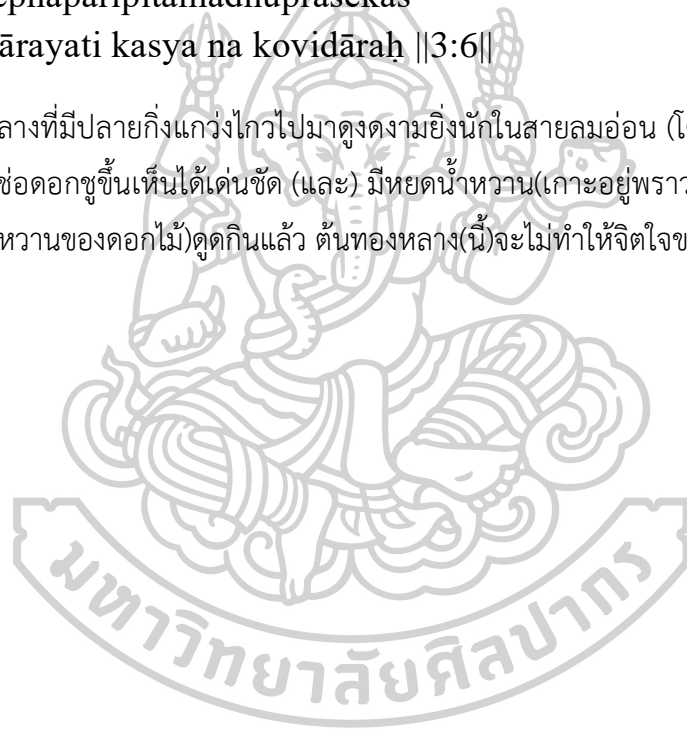 ārayati kasya na kovidāraḥ ||3:6||
ลางที่มีปลายกิ่งแกว่งไกวไปมาดูงดงามยิ่งนักในสายลมอ่อน
ช่อดอกชูขึ้นเห็นได้เด่นชัด (และ) มีหยดน้ำหวาน(เกาะอยู่พราว
หวานของดอกไม้)ดูดกินแล้ว ต้นทองหลาง(นี้)จะไม่ทำให้จิตใจข
มหาวิทยาลัยศิลปากร